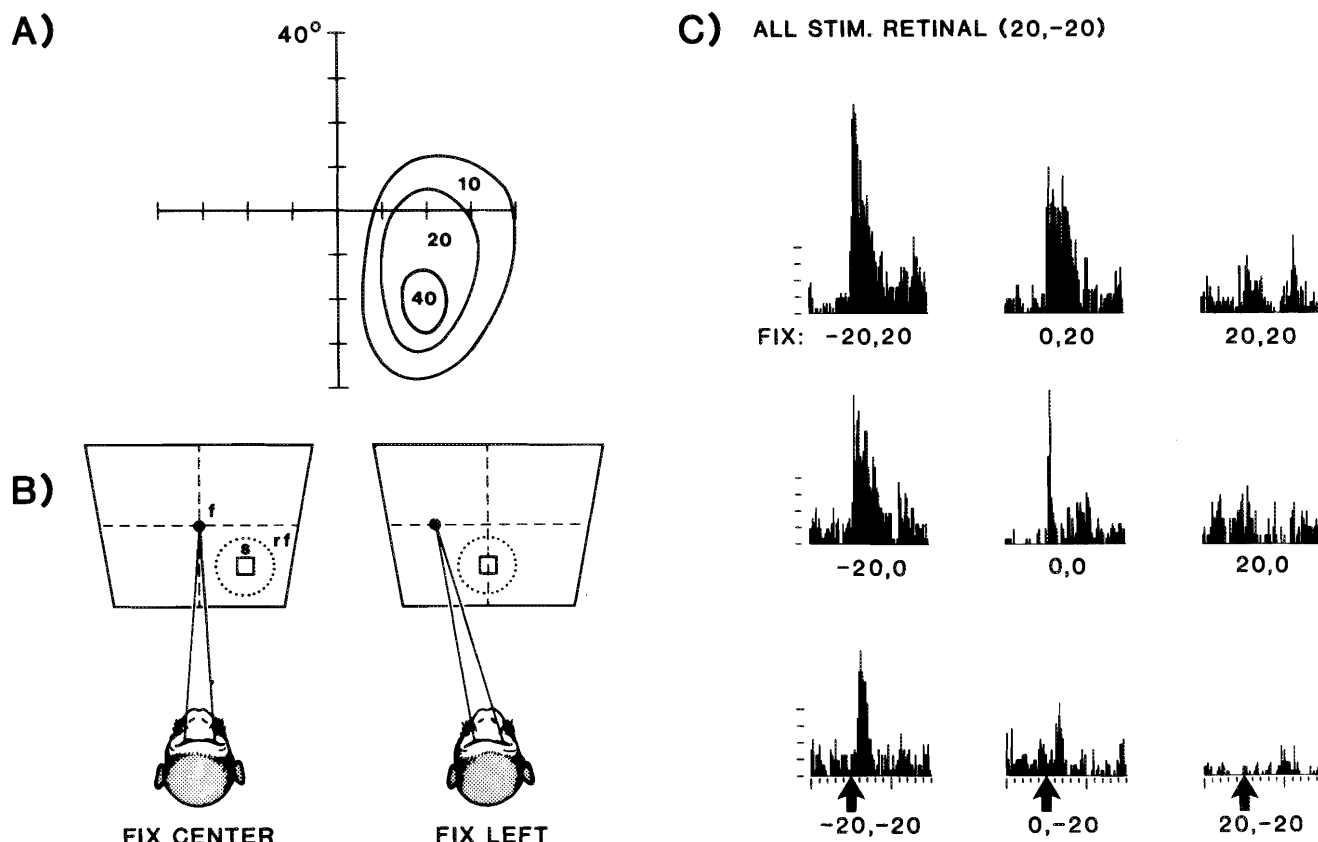 A)
40°
10
20
40
B)
f
s
rf
FIX CENTER
FIX LEFT
C) ALL STIM. RETINAL (20,-20)
FIX: -20,20 0,20 20,20
-20,0 0,0 20,0
-20,-20 0,-20 20,-20